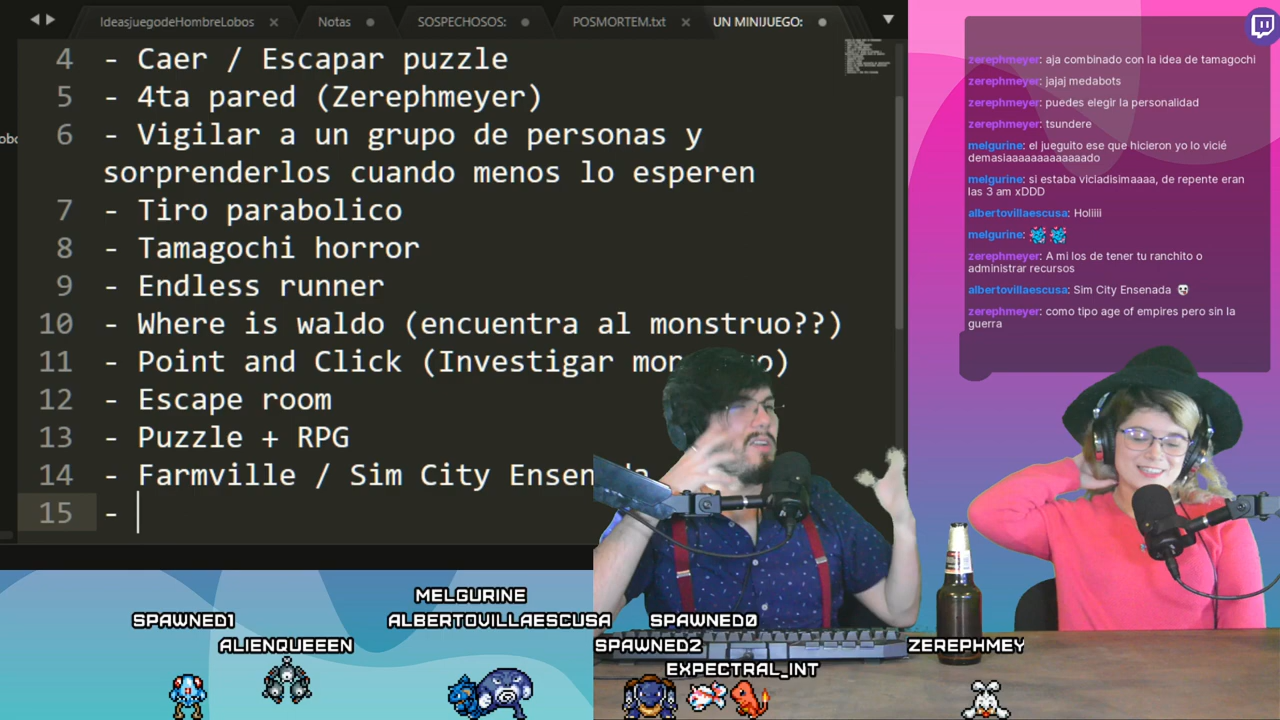 IdeasjuegodeHombreLobos
Notas
SOSPECHOSOS:
POSMORTEM.txt
UN MINIJUEGO:
4 - Caer / Escapar puzzle
5 - 4ta pared (Zerephmeyer)
6 - Vigilar a un grupo de personas y
sorprenderlos cuando menos lo esperen
7 - Tiro parabolico
8 - Tamagochi horror
9 - Endless runner
10 - Where is waldo (encuentra al monstruo??)
11 - Point and Click (Investigar
12 - Escape room
13 - Puzzle + RPG
14 - Farmville / Sim City
15 -
zerephmeyer: aja combinado con la idea de tamagochi
zerephmeyer: jajaj medabots
zerephmeyer: puedes elegir la personalidad
zerephmeyer: tsundere
melgurine: el jueguito ese que hicieron yo lo vicié
demasiaaaaaaaaaaaaado
melgurine: si estaba viciadisimaaaa, de repente eran
las 3 am xDDD
albertovillaescusa: Holiiii
melgurine:
zerephmeyer: A mi los de tener tu ranchito o
administrar recursos
albertovillaescusa: Sim City Ensenada
zerephmeyer: como tipo age of empires pero sin la
guerra
MELGURINE
SPAWNED1
ALBERTOVILLAESCUSA
SPAWNED0
ALIENQUEEEN
SPAWNED2
ZEREPHMEY
EXPECTRAL_INT